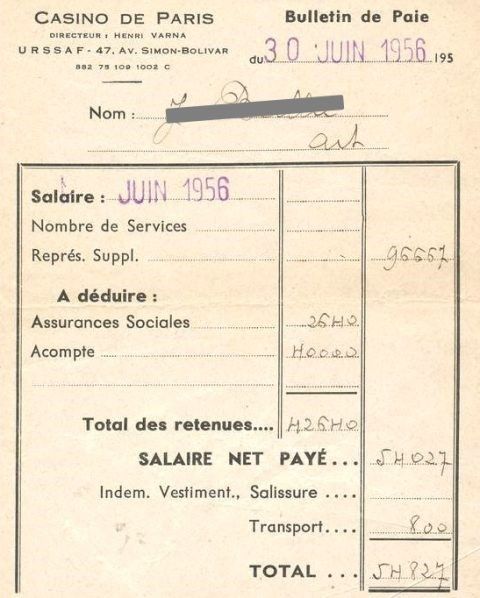 CASINO DE PARIS
DIRECTEUR : HENRI VARNA
URSSAF - 47, AV. SIMON-BOLIVAR
882 75 109 1002 C
Bulletin de Paie
du 30 JUIN 1956 195
Nom : J
art
Salaire : JUIN 1956
Nombre de Services
Représ. Suppl. 96667
A déduire :
Assurances Sociales 2640
Acompte 40000
Total des retenues.... 42640
SALAIRE NET PAYÉ... 54027
Indem. Vestiment., Salissure ....
Transport.... 800
TOTAL ... 54827